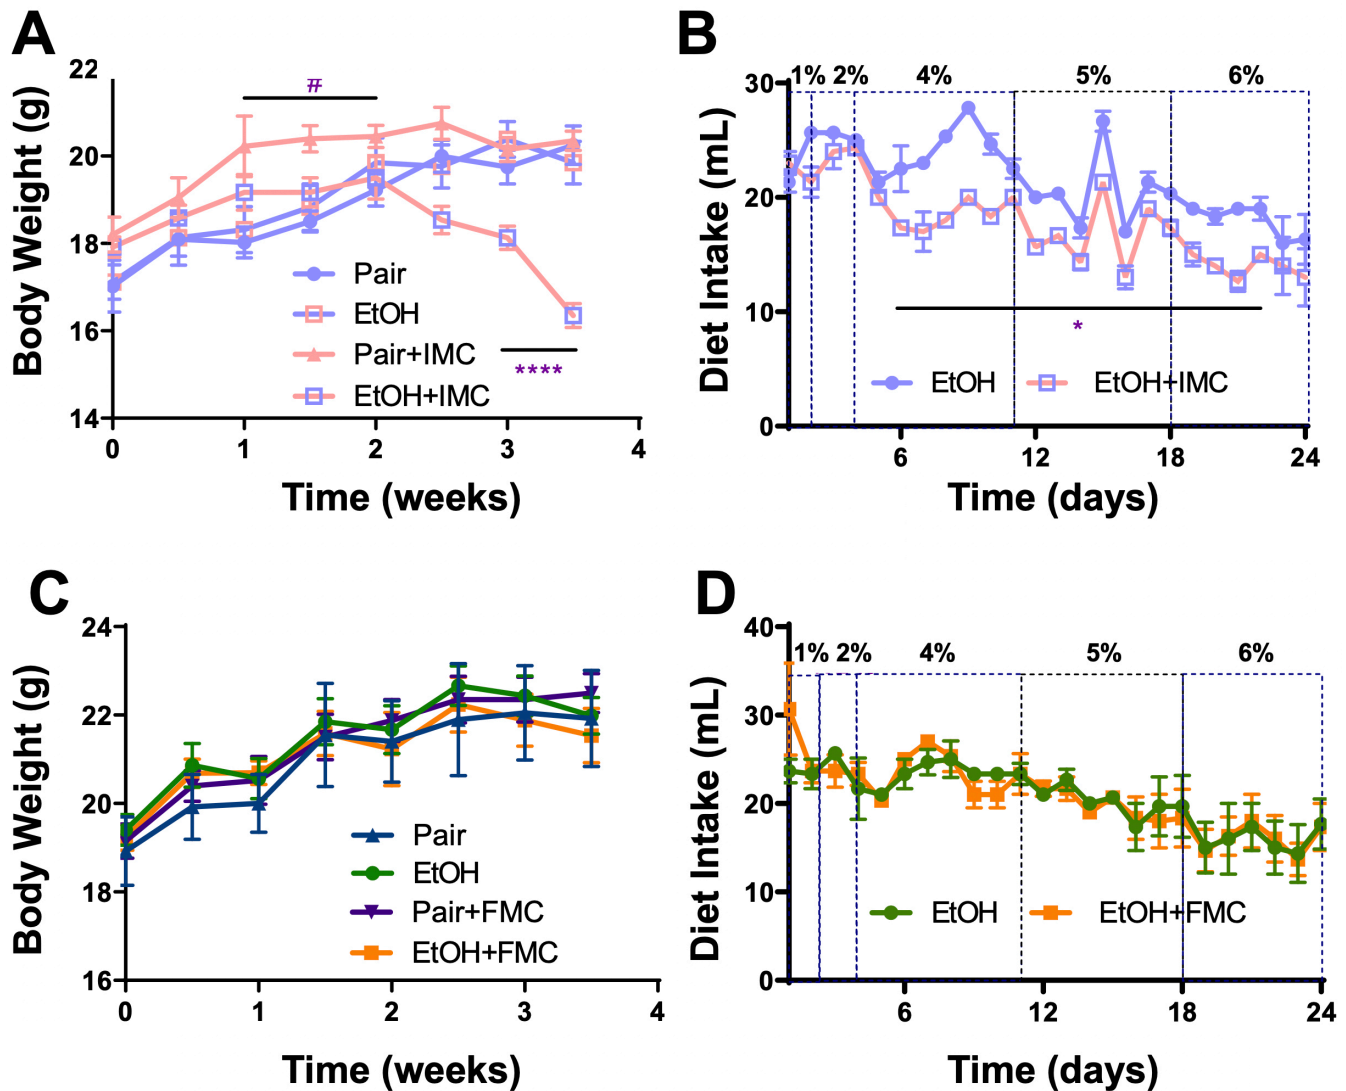 A
22
20
18
16
14
Body Weight (g)
#
Pair
EtOH
Pair+IMC
EtOH+IMC
****
0 1 2 3 4
Time (weeks)
B
30
20
10
0
Diet Intake (mL)
1% 2% 4% 5% 6%
*
EtOH EtOH+IMC
6 12 18 24
Time (days)
C
24
22
20
18
16
Body Weight (g)
Pair
EtOH
Pair+FMC
EtOH+FMC
0 1 2 3 4
Time (weeks)
D
40
30
20
10
0
Diet Intake (mL)
1% 2% 4% 5% 6%
EtOH EtOH+FMC
6 12 18 24
Time (days)